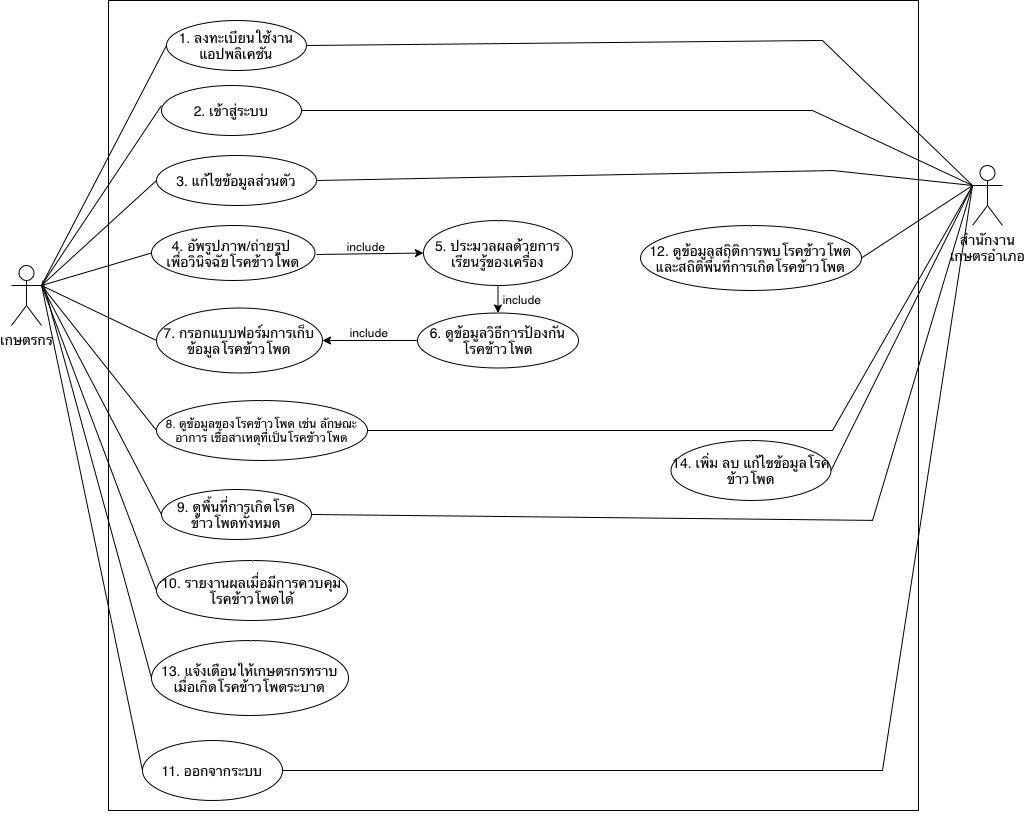 1. ลงทะเบียนใช้งาน
แอปพลิเคชัน
2. เข้าสู่ระบบ
3. แก้ไขข้อมูลส่วนตัว
4. อัพรูปภาพ/ถ่ายรูป
เพื่อวินิจฉัยโรคข้าวโพด
include
5. ประมวลผลด้วยการ
เรียนรู้ของเครื่อง
12. ดูข้อมูลสถิติการพบโรคข้าวโพด
และสถิติพื้นที่การเกิดโรคข้าวโพด
สำนักงาน
เกษตรอำเภอ
include
เกษตรกร
7. กรอกแบบฟอร์มการเก็บ
ข้อมูลโรคข้าวโพด
include
6. ดูข้อมูลวิธีการป้องกัน
โรคข้าวโพด
8. ดูข้อมูลของโรคข้าวโพด เช่น ลักษณะ
อาการ เชื้อสาเหตุที่เป็นโรคข้าวโพด
14. เพิ่ม ลบ แก้ไขข้อมูลโรค
ข้าวโพด
9. ดูพื้นที่การเกิดโรค
ข้าวโพดทั้งหมด
10. รายงานผลเมื่อมีการควบคุม
โรคข้าวโพดได้
13. แจ้งเตือนให้เกษตรกรทราบ
เมื่อเกิดโรคข้าวโพดระบาด
11. ออกจากระบบ